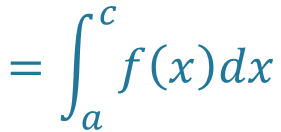 = ∫_a^c f(x)dx